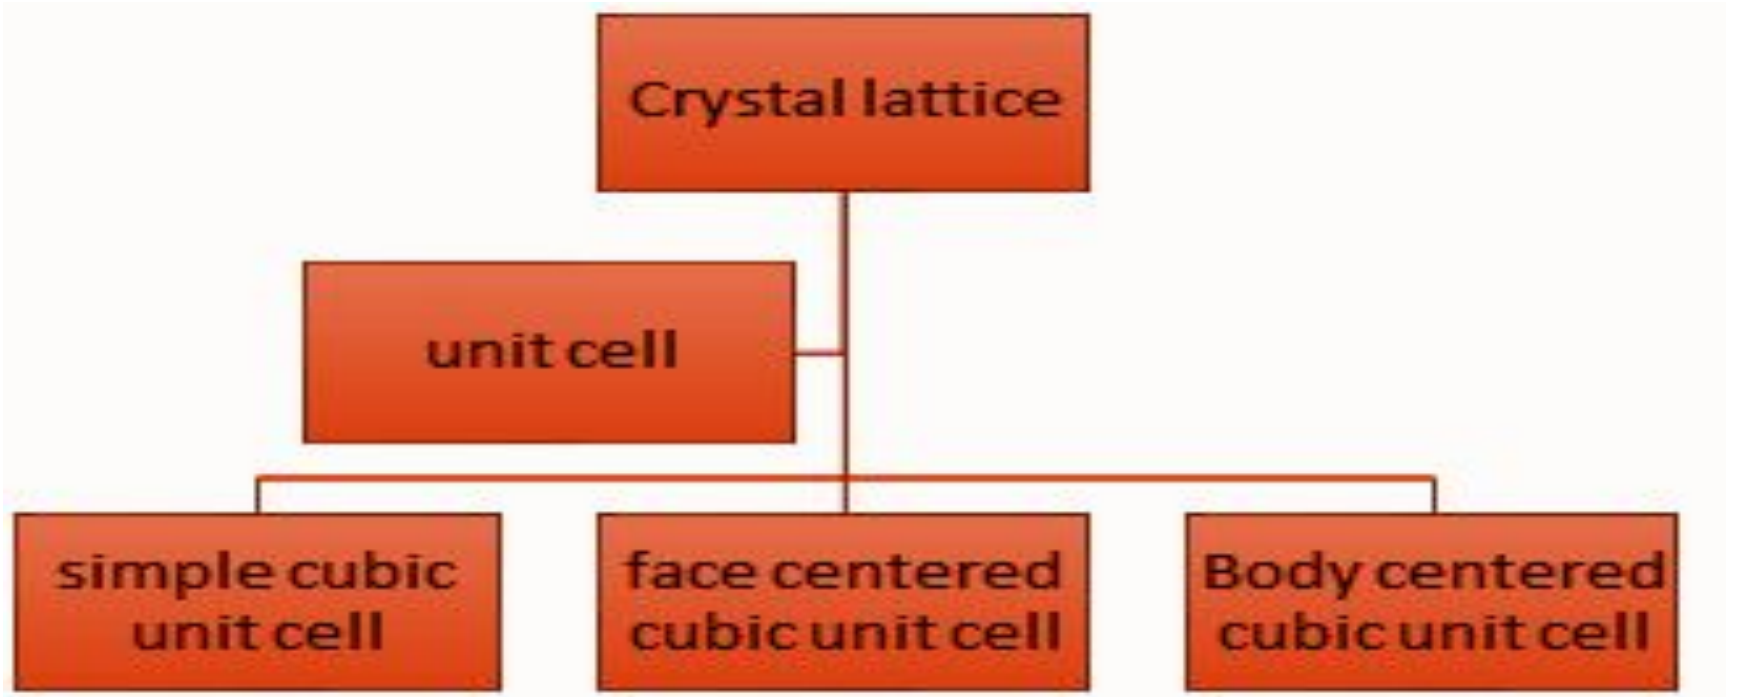 Crystal lattice
unit cell
simple cubic
unit cell
face centered
cubic unit cell
Body centered
cubic unit cell